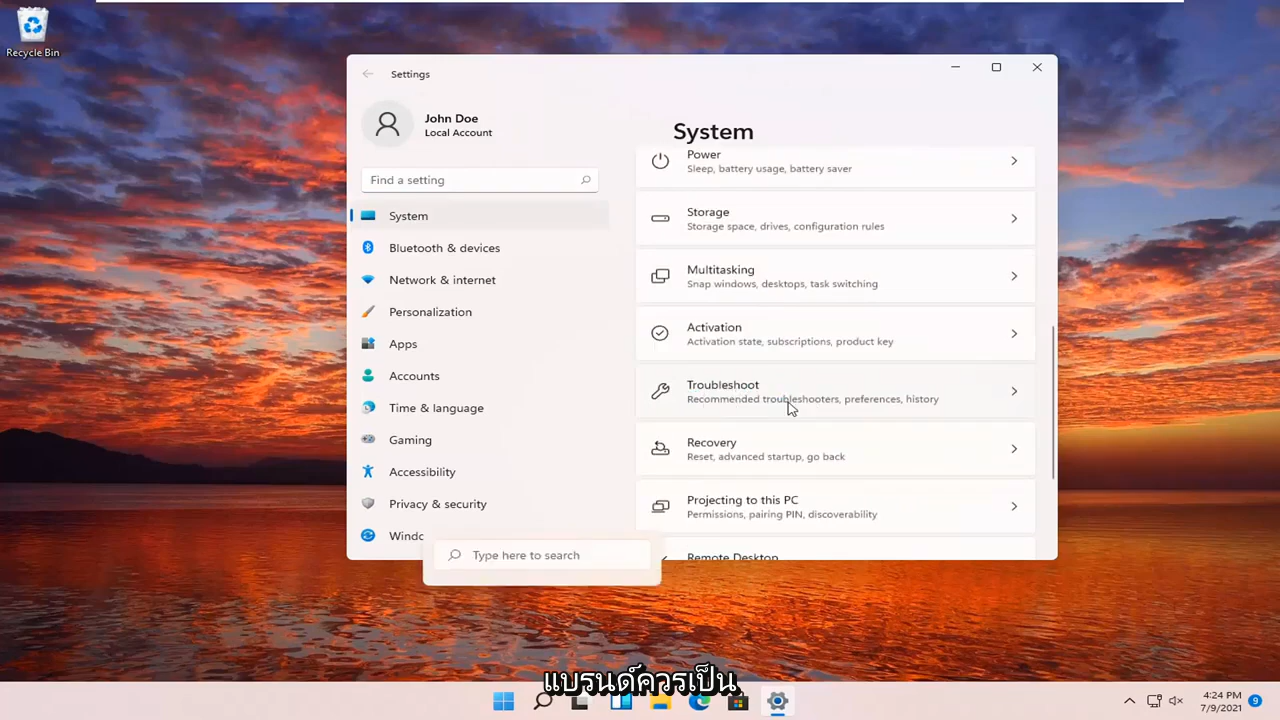 Recycle Bin
Settings
John Doe
Local Account
Find a setting
System
Bluetooth & devices
Network & internet
Personalization
Apps
Accounts
Time & language
Gaming
Accessibility
Privacy & security
Windo
Type here to search
System
Power
Sleep, battery usage, battery saver
Storage
Storage space, drives, configuration rules
Multitasking
Snap windows, desktops, task switching
Activation
Activation state, subscriptions, product key
Troubleshoot
Recommended troubleshooters, preferences, history
Recovery
Reset, advanced startup, go back
Projecting to this PC
Permissions, pairing PIN, discoverability
Remote Desktop
แบรนด์ควรเป็น
4:24 PM
7/9/2021
9